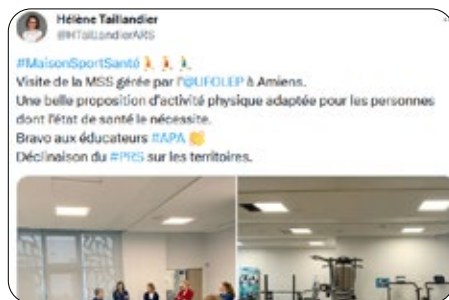 Hélène Taillandier
@HTaillandierARS
#MaisonSportSanté
Visite de la MSS gérée par l'@UFOLEP à Amiens.
Une belle proposition d'activité physique adaptée pour les personnes
dont l'état de santé le nécessite.
Bravo aux éducateurs #APA 👏
Déclinaison du #PRS sur les territoires.